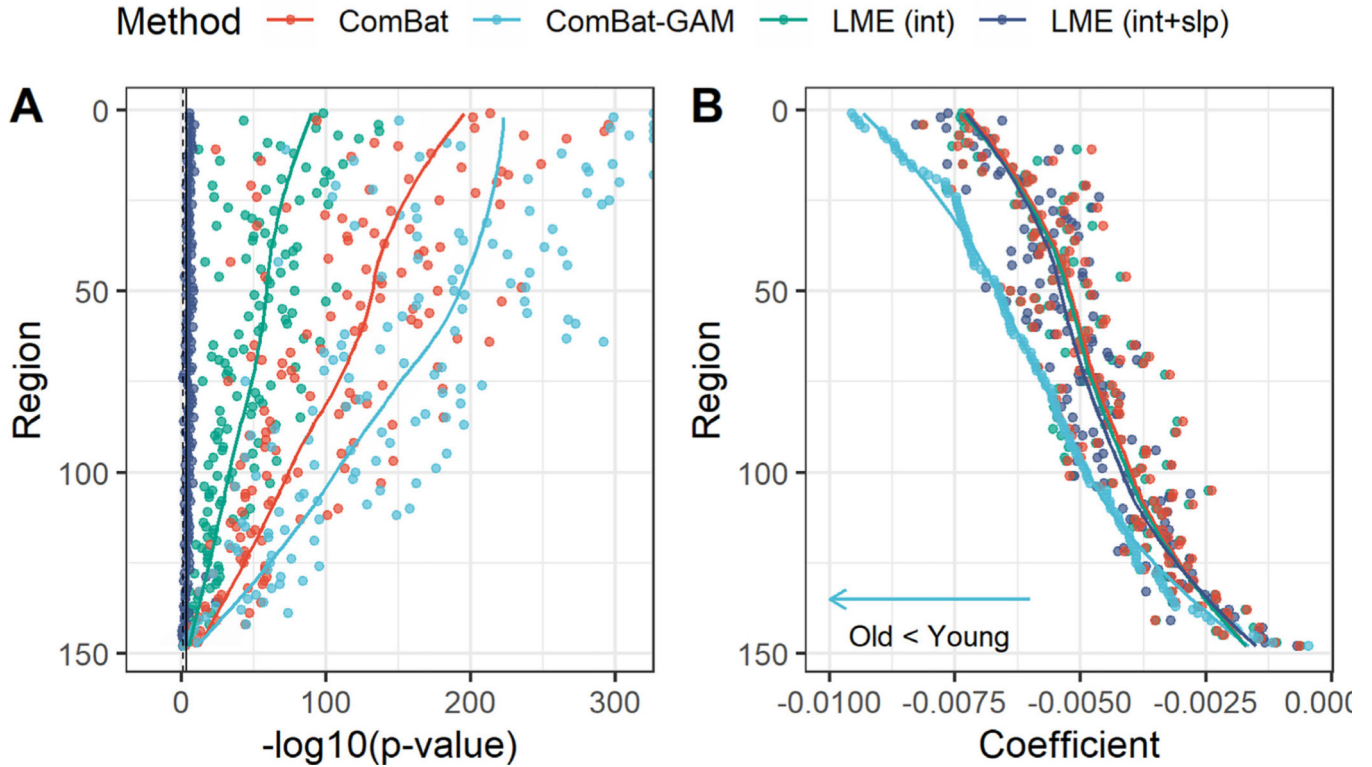 Method ComBat ComBat-GAM LME (int) LME (int+slp)
A
0
50
100
150
Region
0 100 200 300
-log10(p-value)
B
0
50
100
150
Region
Old < Young
-0.0100 -0.0075 -0.0050 -0.0025 0.000
Coefficient